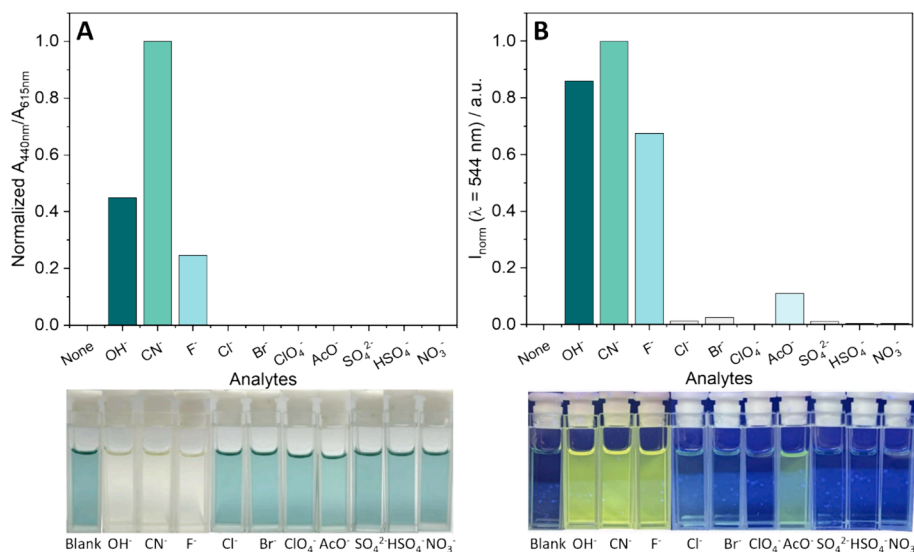 A
Normalized A440nm/A615nm
1.0
0.8
0.6
0.4
0.2
0.0
None OH⁻ CN⁻ F⁻ Cl⁻ Br⁻ ClO₄⁻ AcO⁻ SO₄²⁻ HSO₄⁻ NO₃⁻
Analytes
Blank OH⁻ CN⁻ F⁻ Cl⁻ Br⁻ ClO₄⁻ AcO⁻ SO₄²⁻ HSO₄⁻ NO₃⁻
B
Inorm (λ = 544 nm) / a.u.
1.0
0.8
0.6
0.4
0.2
0.0
None OH⁻ CN⁻ F⁻ Cl⁻ Br⁻ ClO₄⁻ AcO⁻ SO₄²⁻ HSO₄⁻ NO₃⁻
Analytes
Blank OH⁻ CN⁻ F⁻ Cl⁻ Br⁻ ClO₄⁻ AcO⁻ SO₄²⁻ HSO₄⁻ NO₃⁻